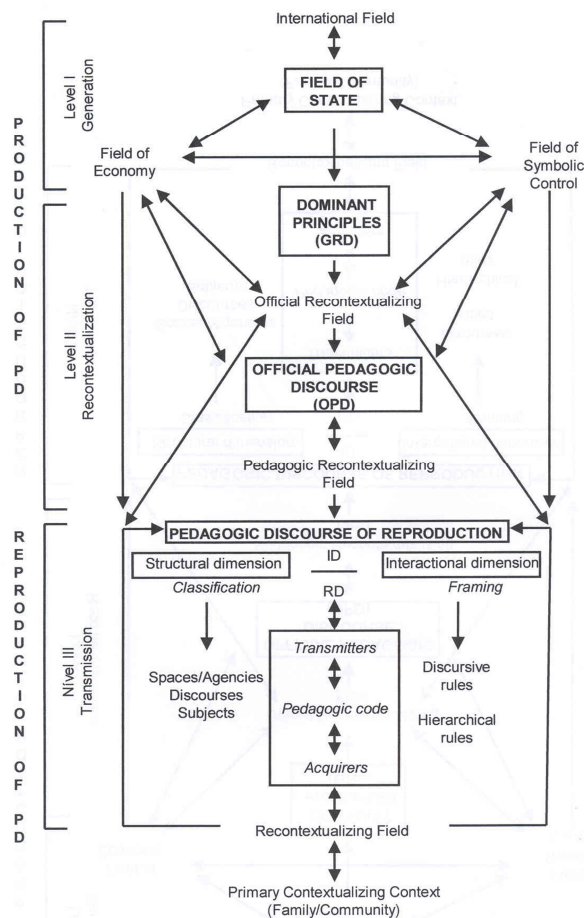 International Field
FIELD OF
STATE
Field of
Economy
Field of
Symbolic
Control
DOMINANT
PRINCIPLES
(GRD)
Official Recontextualizing
Field
OFFICIAL PEDAGOGIC
DISCOURSE
(OPD)
Pedagogic Recontextualizing
Field
PEDAGOGIC DISCOURSE OF REPRODUCTION
Structural dimension
Classification
ID
RD
Interactional dimension
Framing
Spaces/Agencies
Discourses
Subjects
Transmitters
Pedagogic code
Acquirers
Discursive
rules
Hierarchical
rules
Recontextualizing Field
Primary Contextualizing Context
(Family/Community)
PRODUCTION OF PD
Level I
Generation
Level II
Recontextualization
REPRODUCTION OF PD
Nível III
Transmission